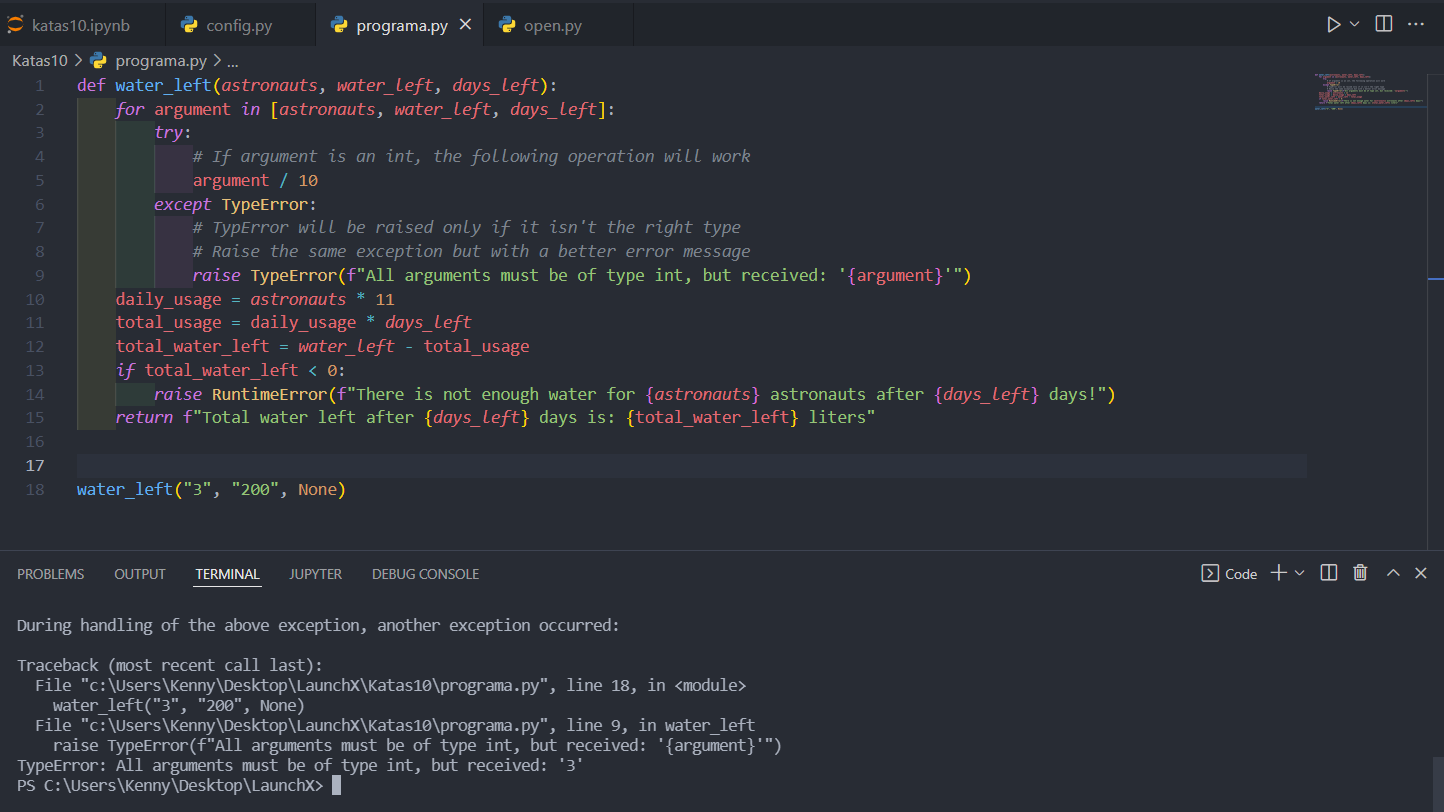 katas10.ipynb config.py programa.py open.py
Katas10 > programa.py > ...
1 def water_left(astronauts, water_left, days_left):
2 for argument in [astronauts, water_left, days_left]:
3 try:
4 # If argument is an int, the following operation will work
5 argument / 10
6 except TypeError:
7 # TypError will be raised only if it isn't the right type
8 # Raise the same exception but with a better error message
9 raise TypeError(f"All arguments must be of type int, but received: '{argument}'")
10 daily_usage = astronauts * 11
11 total_usage = daily_usage * days_left
12 total_water_left = water_left - total_usage
13 if total_water_left < 0:
14 raise RuntimeError(f"There is not enough water for {astronauts} astronauts after {days_left} days!")
15 return f"Total water left after {days_left} days is: {total_water_left} liters"
16
17
18 water_left("3", "200", None)
PROBLEMS OUTPUT TERMINAL JUPYTER DEBUG CONSOLE Code
During handling of the above exception, another exception occurred:
Traceback (most recent call last):
File "c:\Users\Kenny\Desktop\LaunchX\Katas10\programa.py", line 18, in <module>
water_left("3", "200", None)
File "c:\Users\Kenny\Desktop\LaunchX\Katas10\programa.py", line 9, in water_left
raise TypeError(f"All arguments must be of type int, but received: '{argument}'")
TypeError: All arguments must be of type int, but received: '3'
PS C:\Users\Kenny\Desktop\LaunchX>